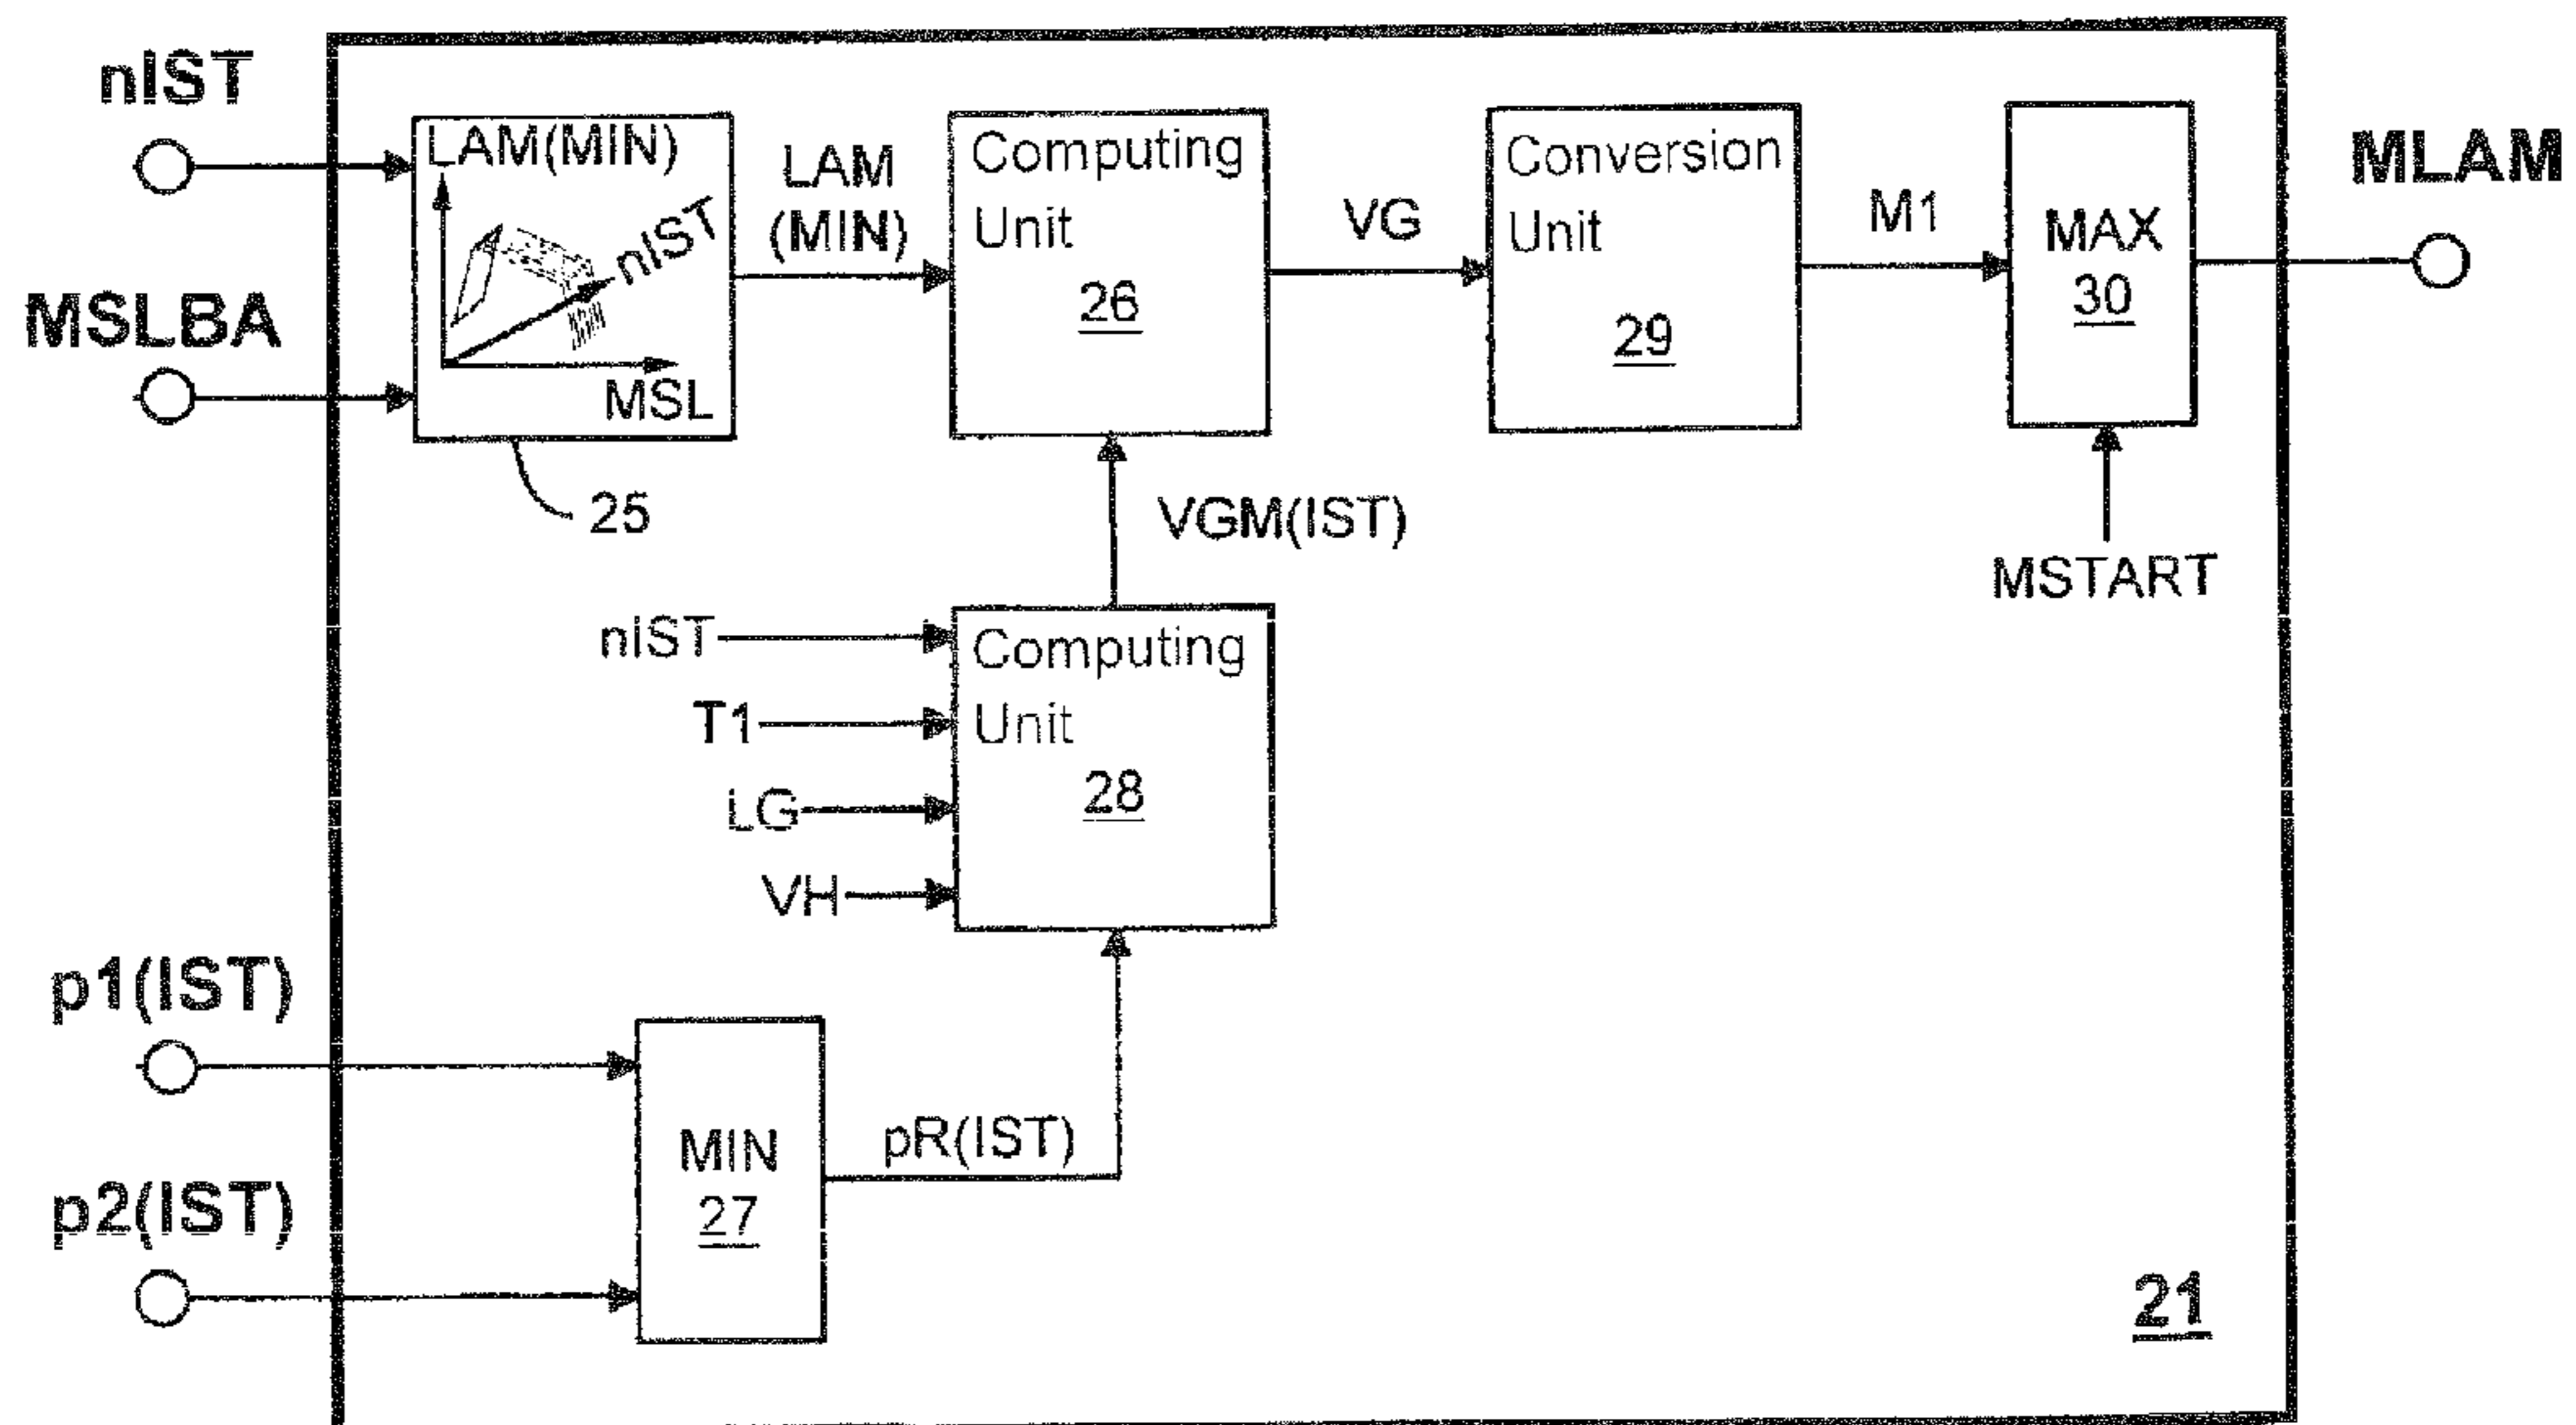 nIST
MSLBA
LAM(MIN)
nIST
MSL
25
LAM
(MIN)
Computing
Unit
26
VG
Conversion
Unit
29
M1
MAX
30
MSTART
MLAM
VGM(IST)
nIST
T1
LG
VH
Computing
Unit
28
p1(IST)
p2(IST)
MIN
27
pR(IST)
21